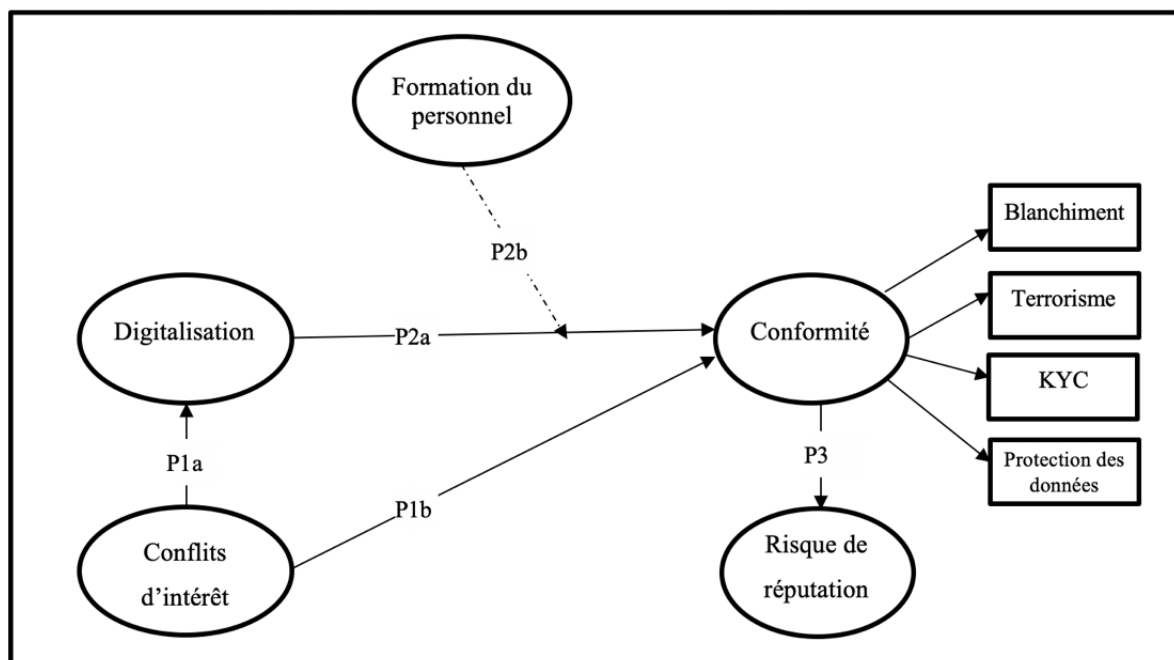 Formation du
personnel
Blanchiment
P2b
Terrorisme
Digitalisation
P2a
Conformité
KYC
P1a
P3
Protection des
données
P1b
Conflits
d’intérêt
Risque de
réputation